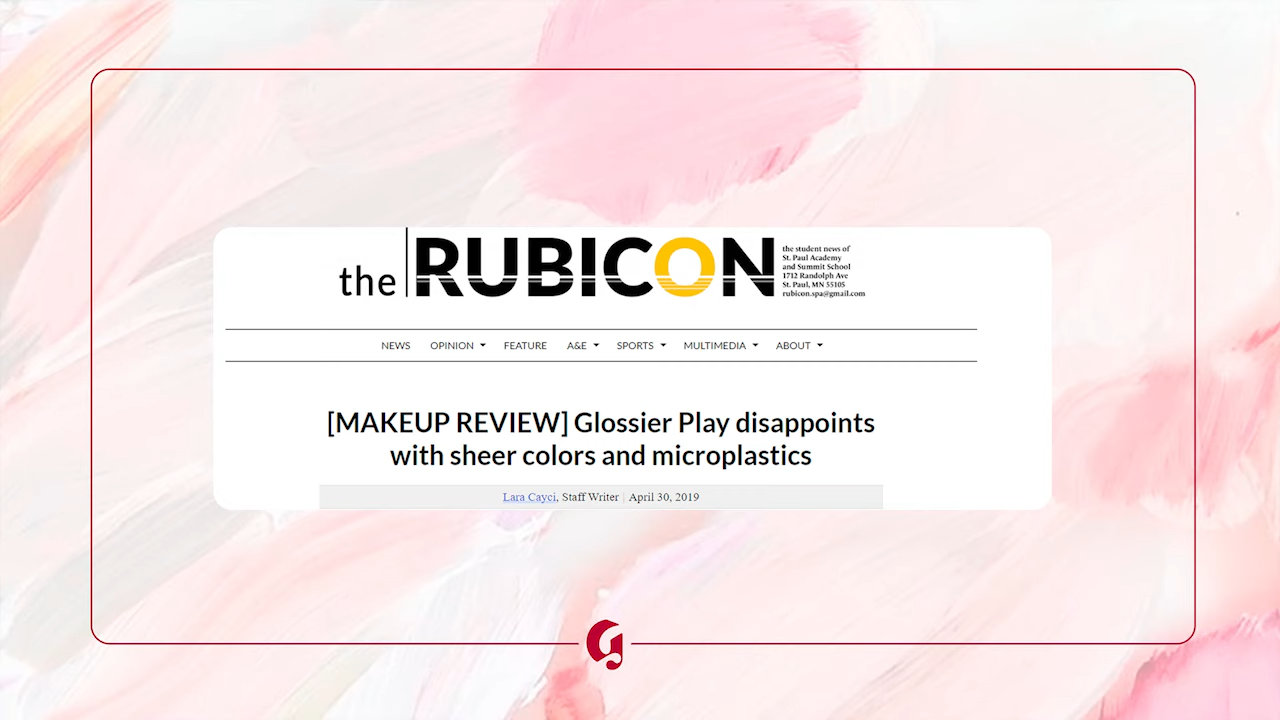 the RUBICON
the student news of
St. Paul Academy
and Summit School
1712 Randolph Ave
St. Paul, MN 55105
rubicon.spa@gmail.com
NEWS OPINION FEATURE A&E SPORTS MULTIMEDIA ABOUT
[MAKEUP REVIEW] Glossier Play disappoints
with sheer colors and microplastics
Lara Cayci, Staff Writer | April 30, 2019
G